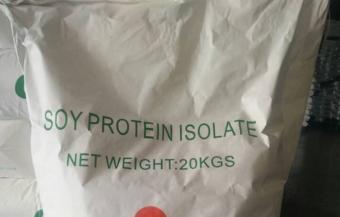 SOY PROTEIN ISOLATE
NET WEIGHT:20KGS